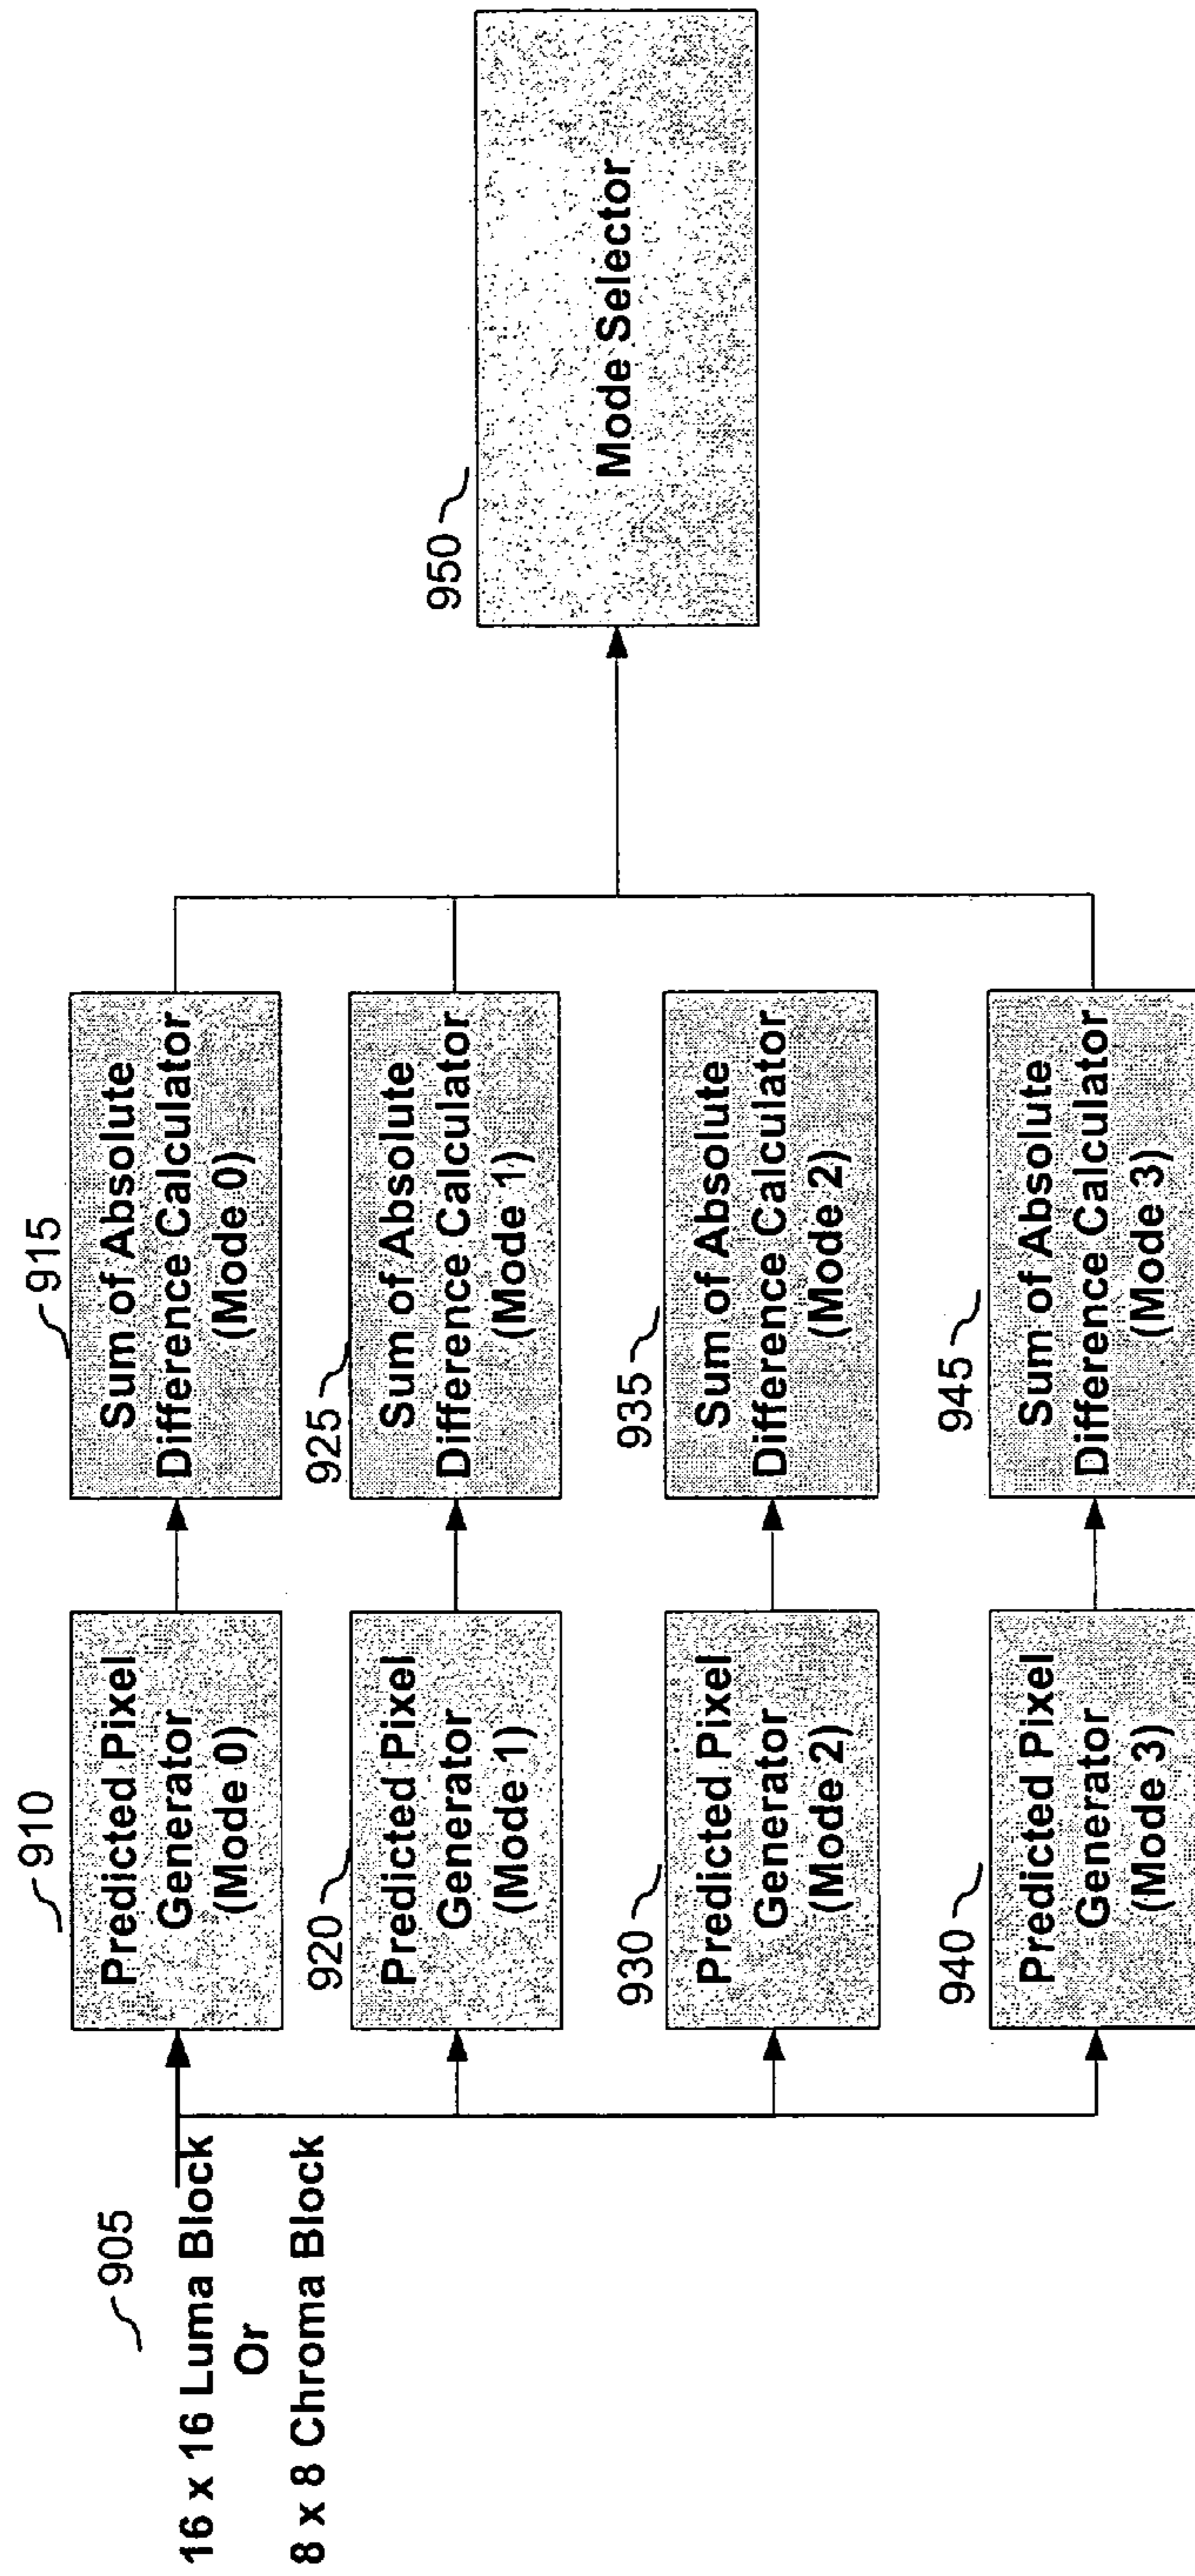 905
16 x 16 Luma Block
Or
8 x 8 Chroma Block
910
Predicted Pixel
Generator
(Mode 0)
915
Sum of Absolute
Difference Calculator
(Mode 0)
920
Predicted Pixel
Generator
(Mode 1)
925
Sum of Absolute
Difference Calculator
(Mode 1)
930
Predicted Pixel
Generator
(Mode 2)
935
Sum of Absolute
Difference Calculator
(Mode 2)
940
Predicted Pixel
Generator
(Mode 3)
945
Sum of Absolute
Difference Calculator
(Mode 3)
950
Mode Selector